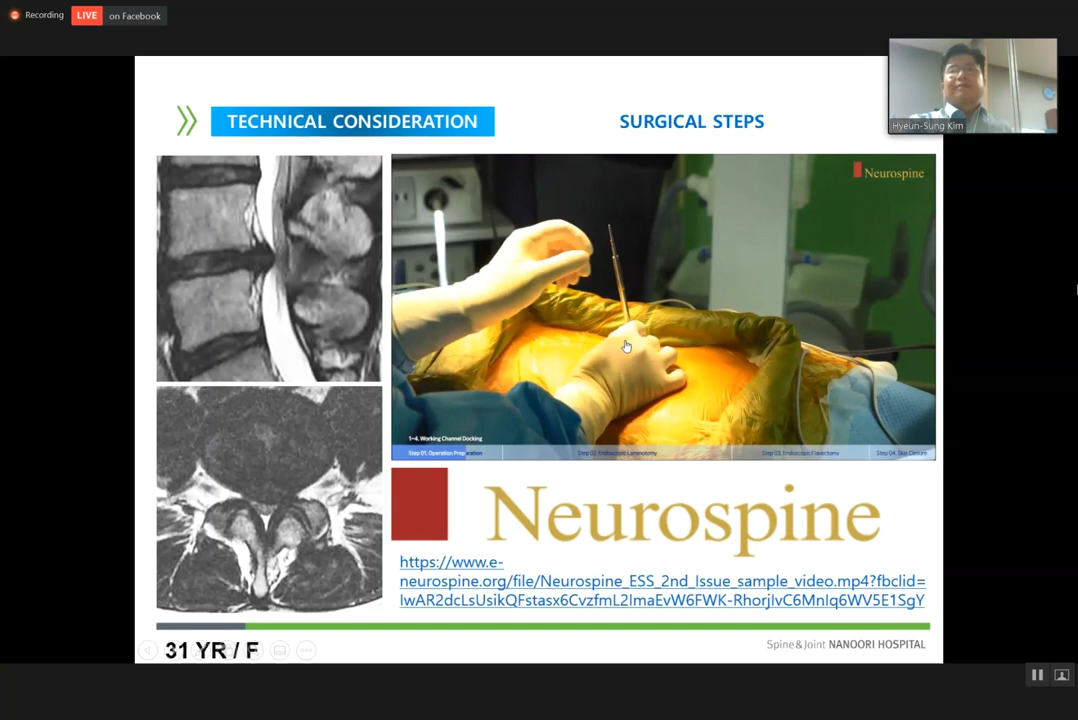 Recording
LIVE on Facebook
Hyeun-Sung Kim
TECHNICAL CONSIDERATION
SURGICAL STEPS
Neurospine
1-4. Working Channel Docking
Step 01. Operation Preparation
Step 02. Endoscopic Laminotomy
Step 03. Endoscopic Flavectomy
Step 04. Skin Closure
Neurospine
https://www.e-
neurospine.org/file/Neurospine_ESS_2nd_Issue_sample_video.mp4?fbclid=
IwAR2dcLsUsikQFstasx6CvzfmL2ImaEvW6FWK-RhorjIvC6MnIq6WV5E1SgY
31 YR / F
Spine & Joint NANOORI HOSPITAL